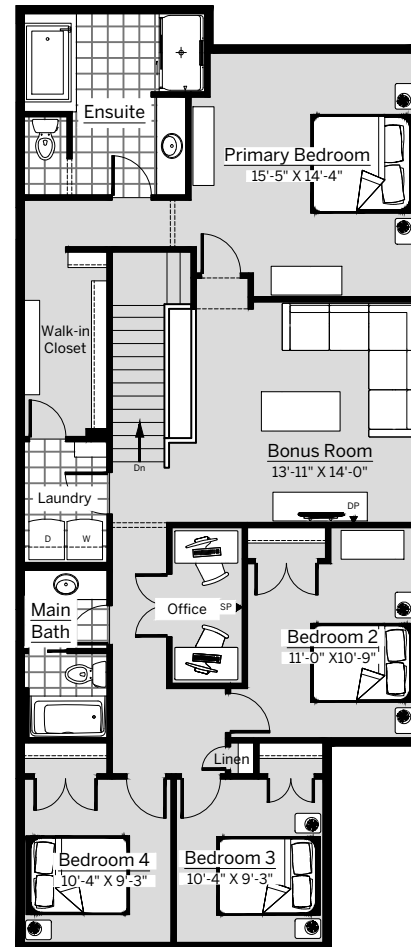 Ensuite
Primary Bedroom
15'-5" X 14'-4"
Walk-in
Closet
Dn
Bonus Room
13'-11" X 14'-0"
DP
Laundry
D
W
Office
SP
Main
Bath
Bedroom 2
11'-0" X10'-9"
Linen
Bedroom 4
10'-4" X 9'-3"
Bedroom 3
10'-4" X 9'-3"